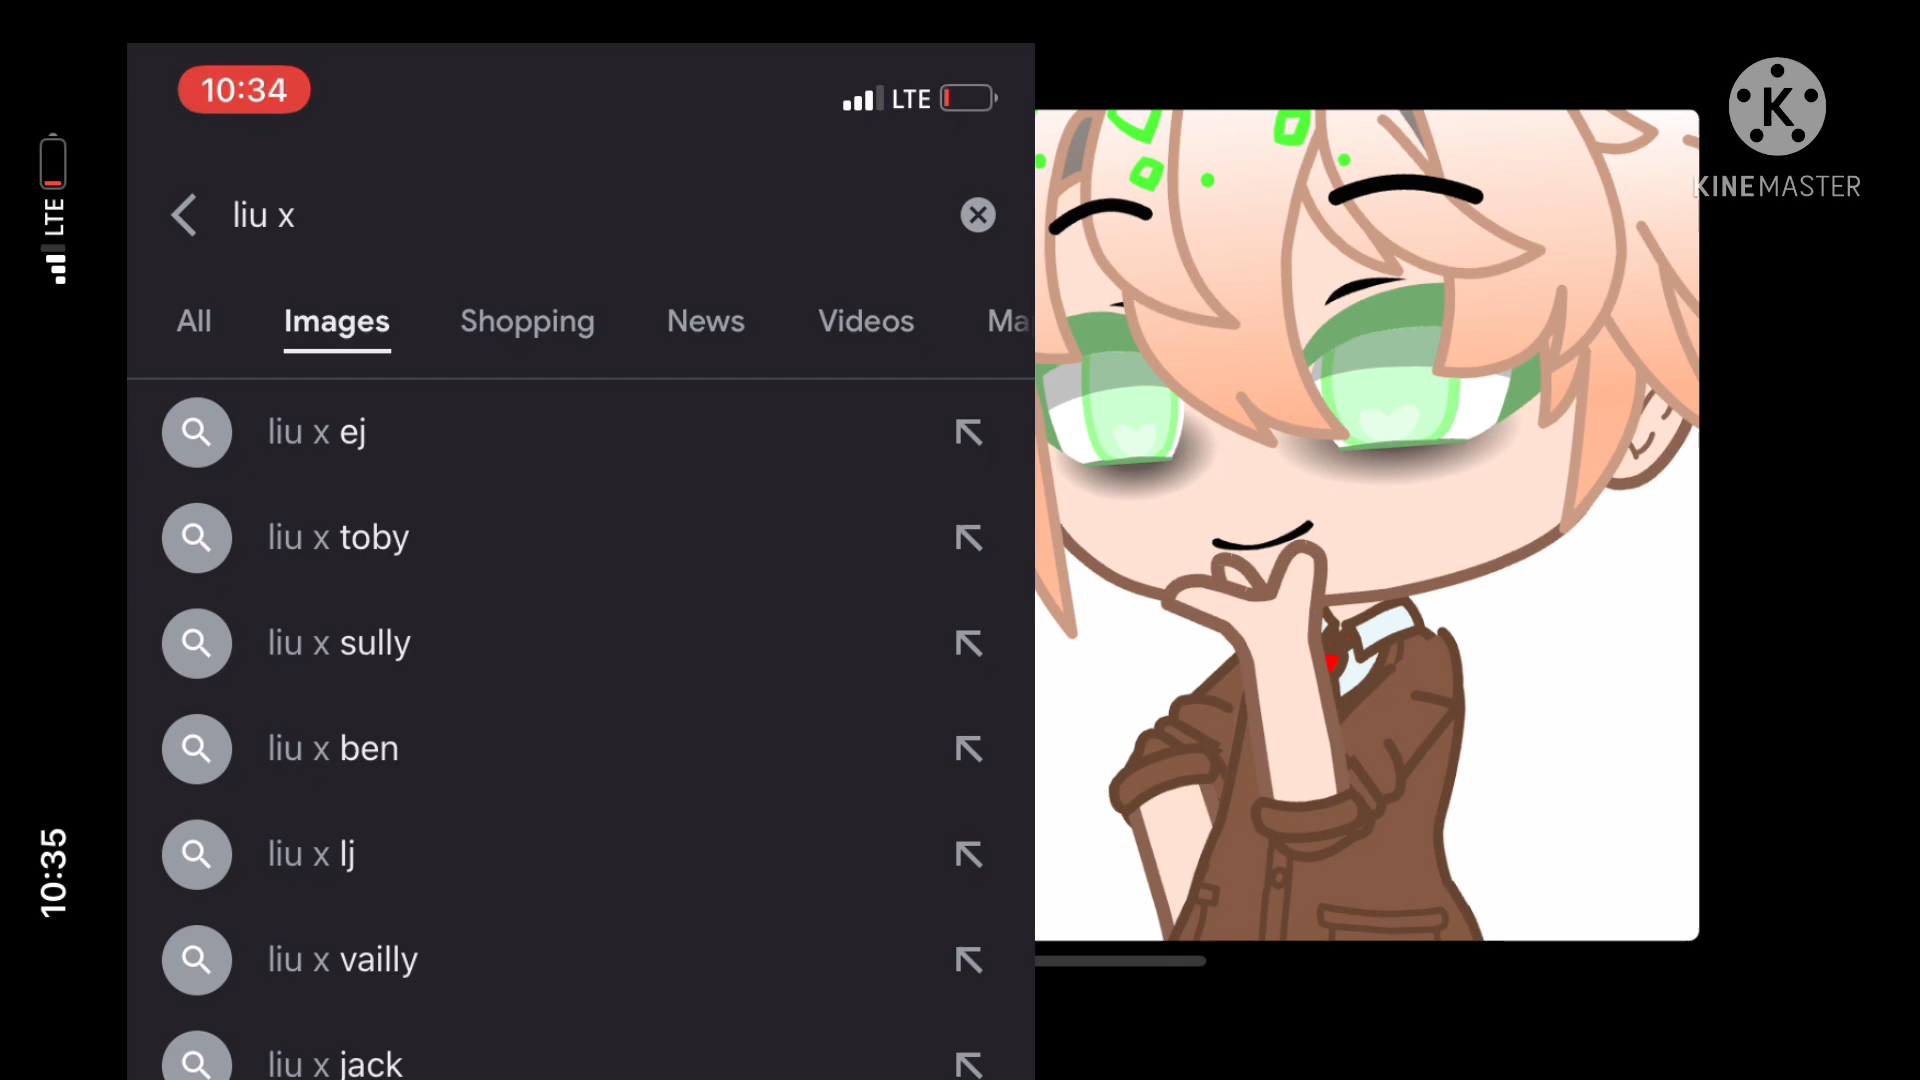 10:34
LTE
liu x
All Images Shopping News Videos Ma
liu x ej
liu x toby
liu x sully
liu x ben
liu x lj
liu x vailly
liu x jack
LTE
10:35
K
KINEMASTER